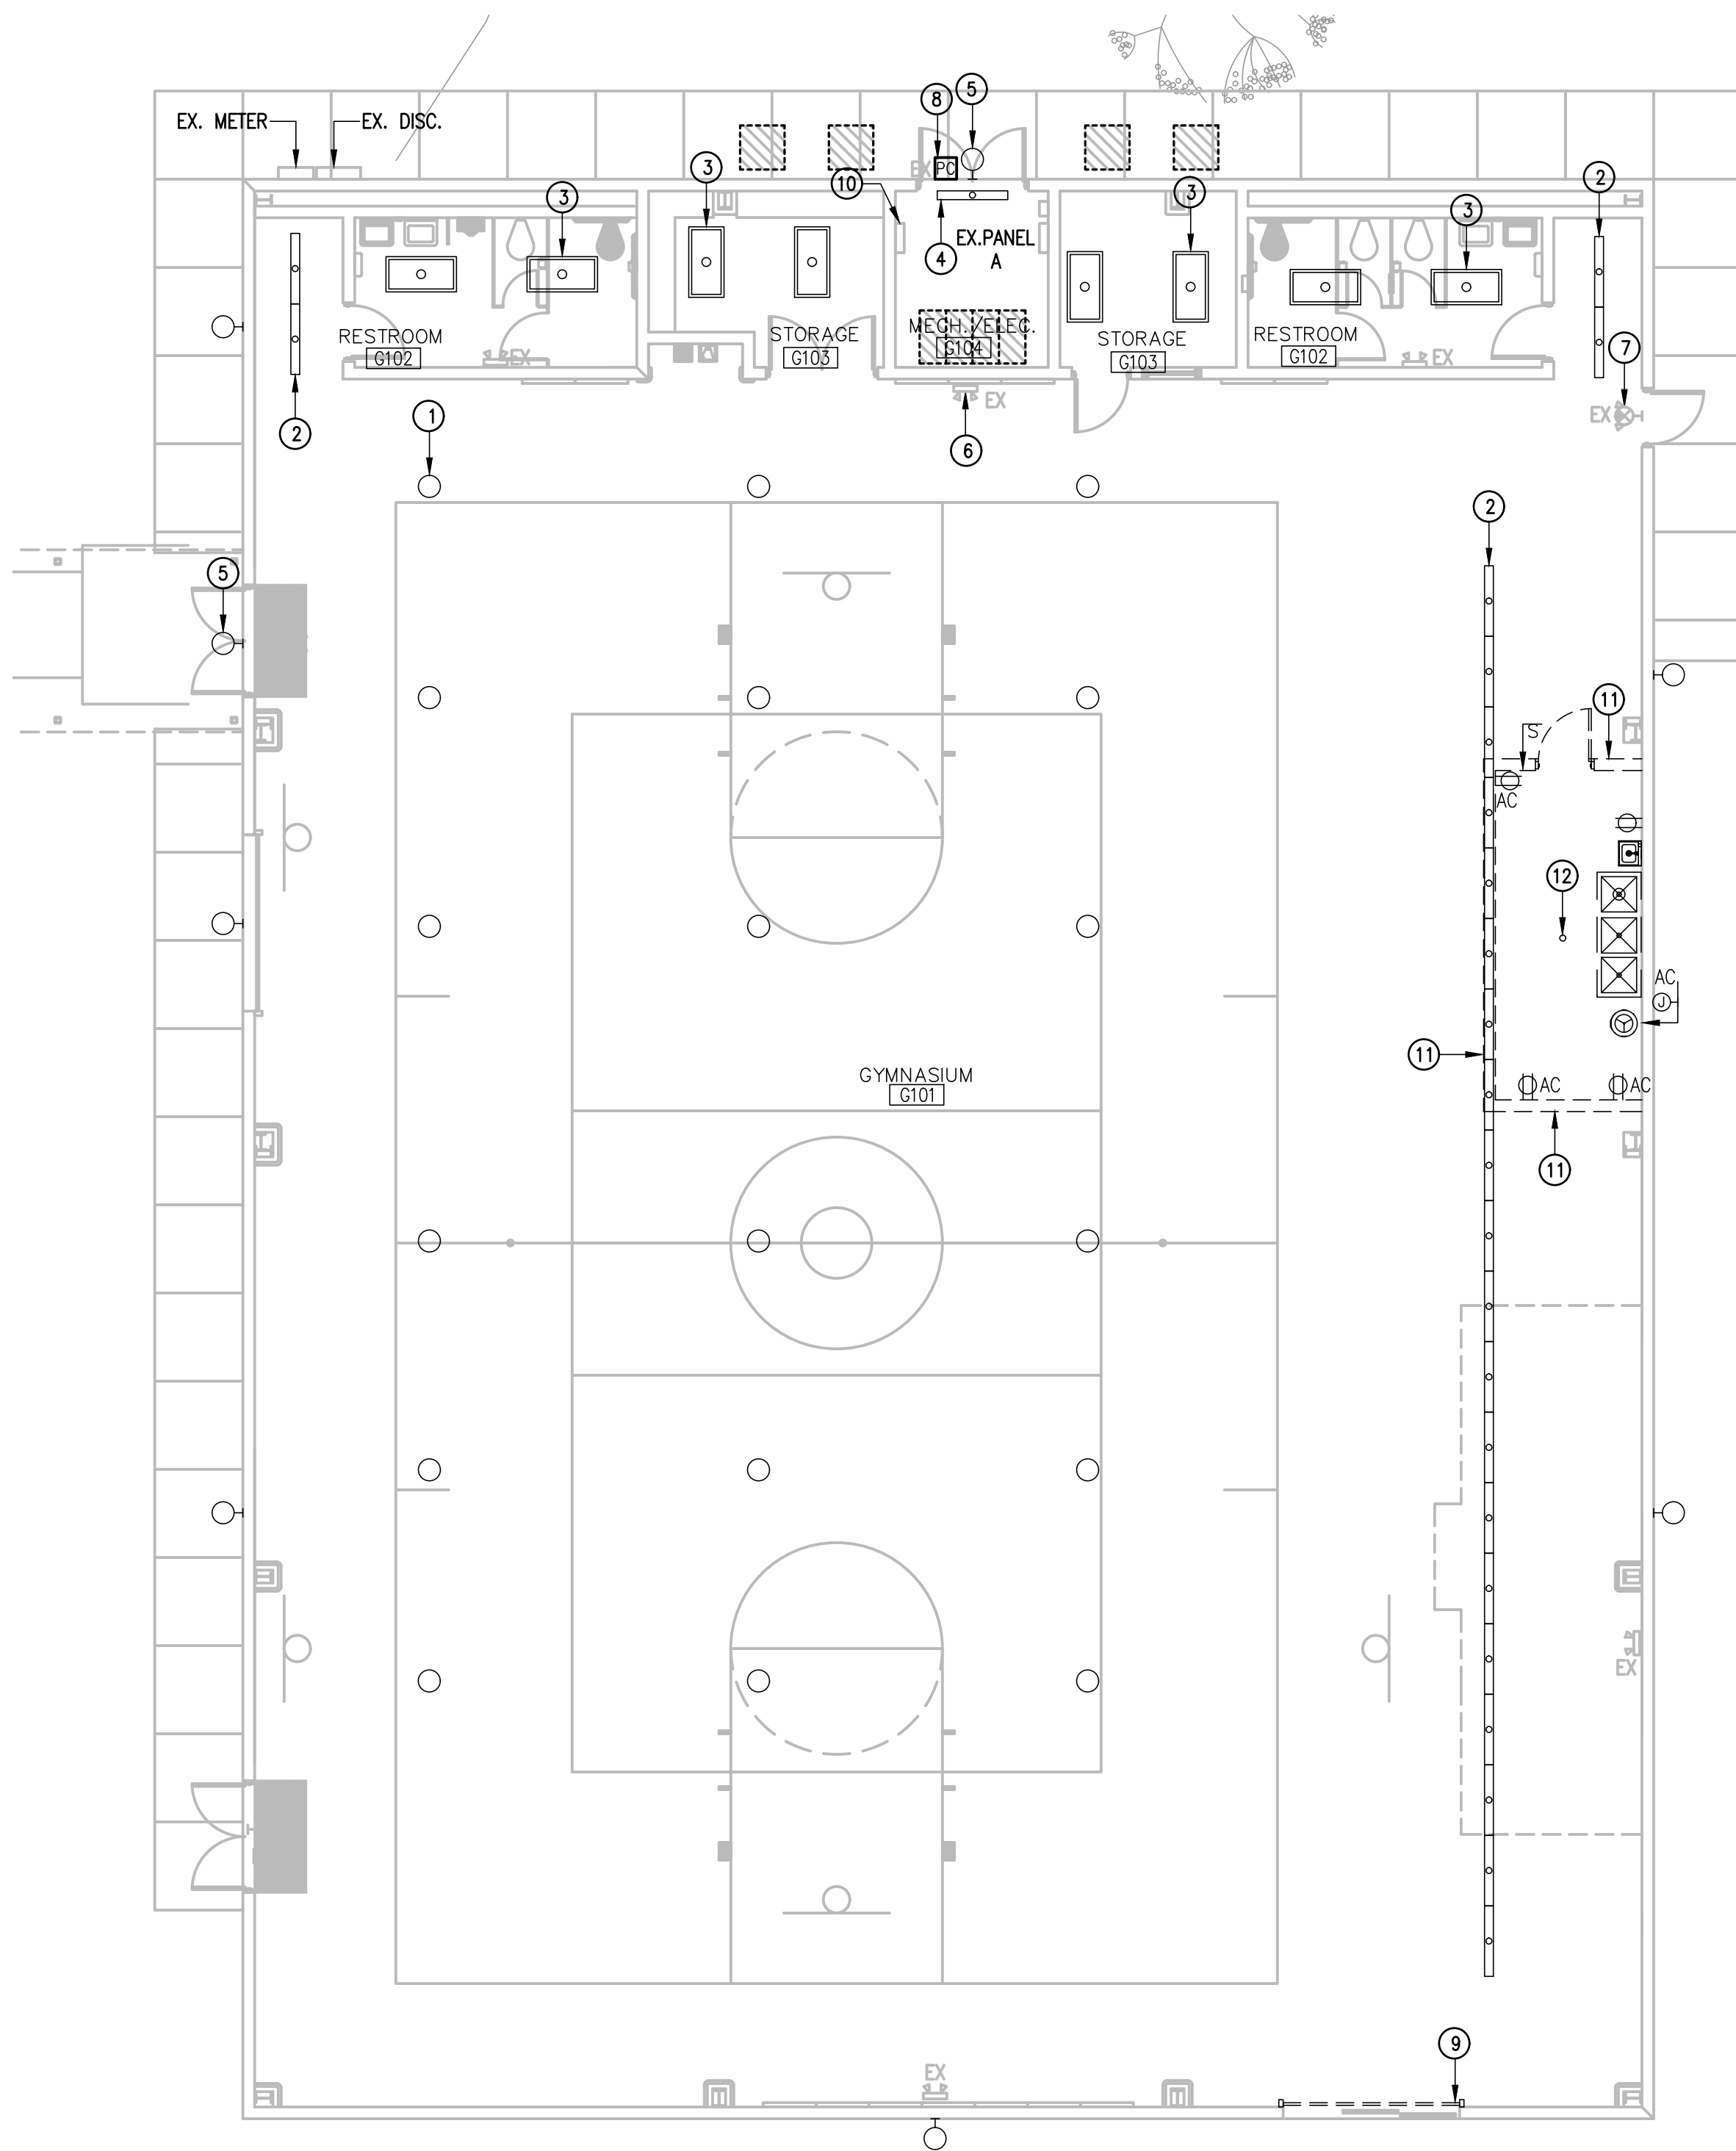 8
5
EX. METER
EX. DISC.
3
10
EX
PC
3
2
3
3
4
EX.PANEL
A
RESTROOM
G102
EX
STORAGE
G103
MECH./ELEC.
G104
STORAGE
G103
RESTROOM
G102
EX
7
2
1
EX
6
EX
2
5
11
S
AC
12
AC
J
11
GYMNASIUM
G101
AC
AC
11
EX
9
EX